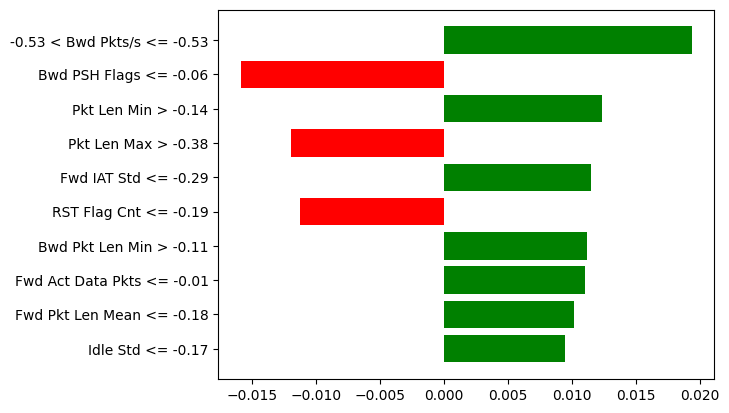 -0.53 < Bwd Pkts/s <= -0.53
Bwd PSH Flags <= -0.06
Pkt Len Min > -0.14
Pkt Len Max > -0.38
Fwd IAT Std <= -0.29
RST Flag Cnt <= -0.19
Bwd Pkt Len Min > -0.11
Fwd Act Data Pkts <= -0.01
Fwd Pkt Len Mean <= -0.18
Idle Std <= -0.17
−0.015 −0.010 −0.005 0.000 0.005 0.010 0.015 0.020